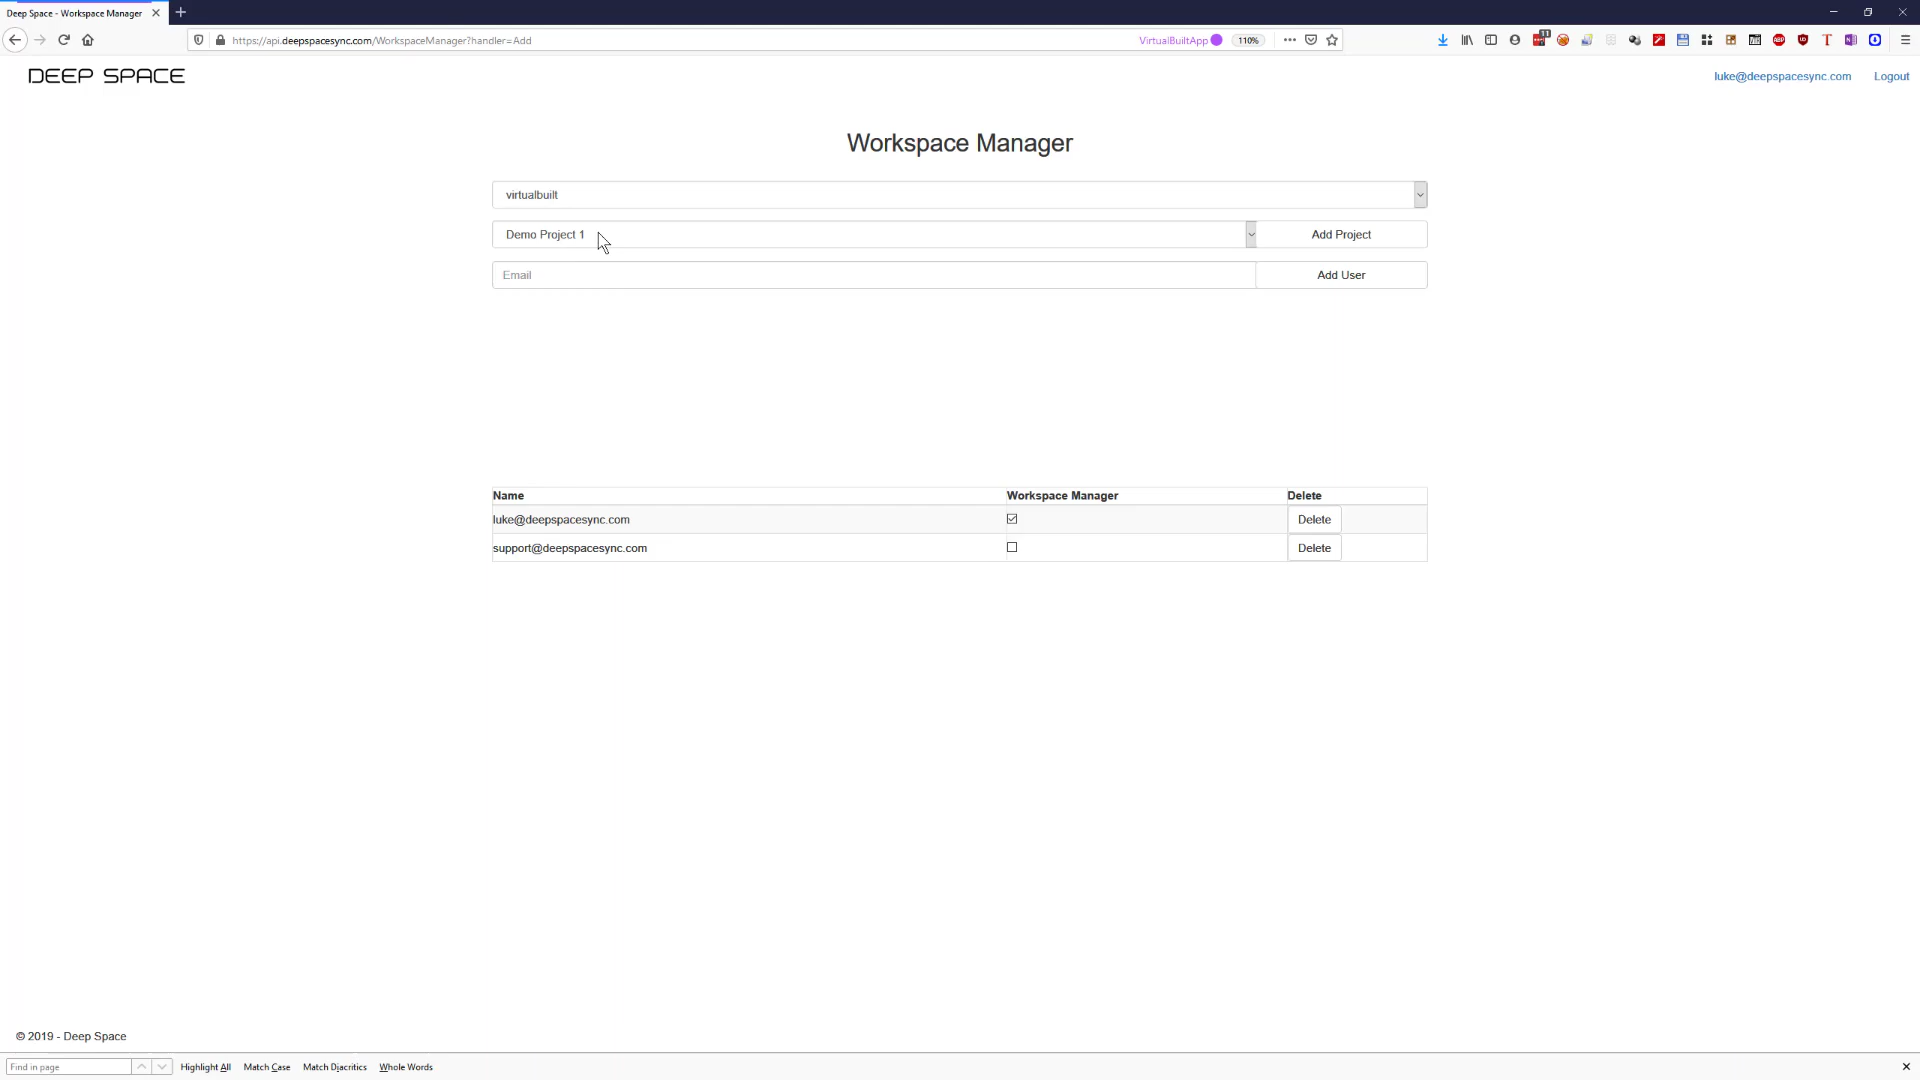 Deep Space - Workspace Manager
https://api.deepspacesync.com/WorkspaceManager?handler=Add
VirtualBuiltApp
110%
11
DEEP SPACE
luke@deepspacesync.com
Logout
Workspace Manager
virtualbuilt
Demo Project 1
Add Project
Email
Add User
Name Workspace Manager Delete
luke@deepspacesync.com Delete
support@deepspacesync.com Delete
© 2019 - Deep Space
Find in page Highlight All Match Case Match Diacritics Whole Words